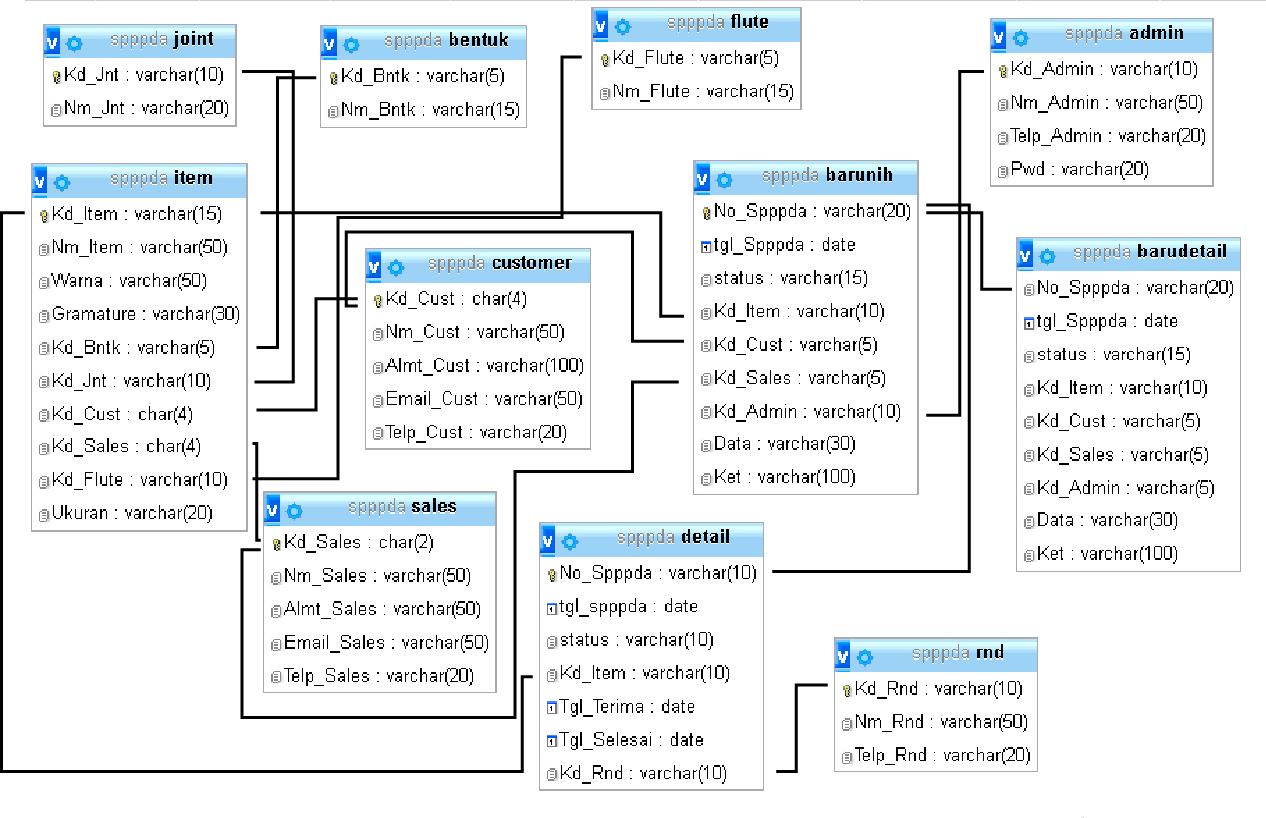 spppda joint
Kd_Jnt : varchar(10)
Nm_Jnt : varchar(20)
spppda bentuk
Kd_Bntk : varchar(5)
Nm_Bntk : varchar(15)
spppda flute
Kd_Flute : varchar(5)
Nm_Flute : varchar(15)
spppda admin
Kd_Admin : varchar(10)
Nm_Admin : varchar(50)
Telp_Admin : varchar(20)
Pwd : varchar(20)
spppda item
Kd_Item : varchar(15)
Nm_Item : varchar(50)
Warna : varchar(50)
Gramature : varchar(30)
Kd_Bntk : varchar(5)
Kd_Jnt : varchar(10)
Kd_Cust : char(4)
Kd_Sales : char(4)
Kd_Flute : varchar(10)
Ukuran : varchar(20)
spppda customer
Kd_Cust : char(4)
Nm_Cust : varchar(50)
Almt_Cust : varchar(100)
Email_Cust : varchar(50)
Telp_Cust : varchar(20)
spppda barunih
No_Spppda : varchar(20)
tgl_Spppda : date
status : varchar(15)
Kd_Item : varchar(10)
Kd_Cust : varchar(5)
Kd_Sales : varchar(5)
Kd_Admin : varchar(10)
Data : varchar(30)
Ket : varchar(100)
spppda barudetail
No_Spppda : varchar(20)
tgl_Spppda : date
status : varchar(15)
Kd_Item : varchar(10)
Kd_Cust : varchar(5)
Kd_Sales : varchar(5)
Kd_Admin : varchar(5)
Data : varchar(30)
Ket : varchar(100)
spppda sales
Kd_Sales : char(2)
Nm_Sales : varchar(50)
Almt_Sales : varchar(50)
Email_Sales : varchar(50)
Telp_Sales : varchar(20)
spppda detail
No_Spppda : varchar(10)
tgl_spppda : date
status : varchar(10)
Kd_Item : varchar(10)
Tgl_Terima : date
Tgl_Selesai : date
Kd_Rnd : varchar(10)
spppda rnd
Kd_Rnd : varchar(10)
Nm_Rnd : varchar(50)
Telp_Rnd : varchar(20)